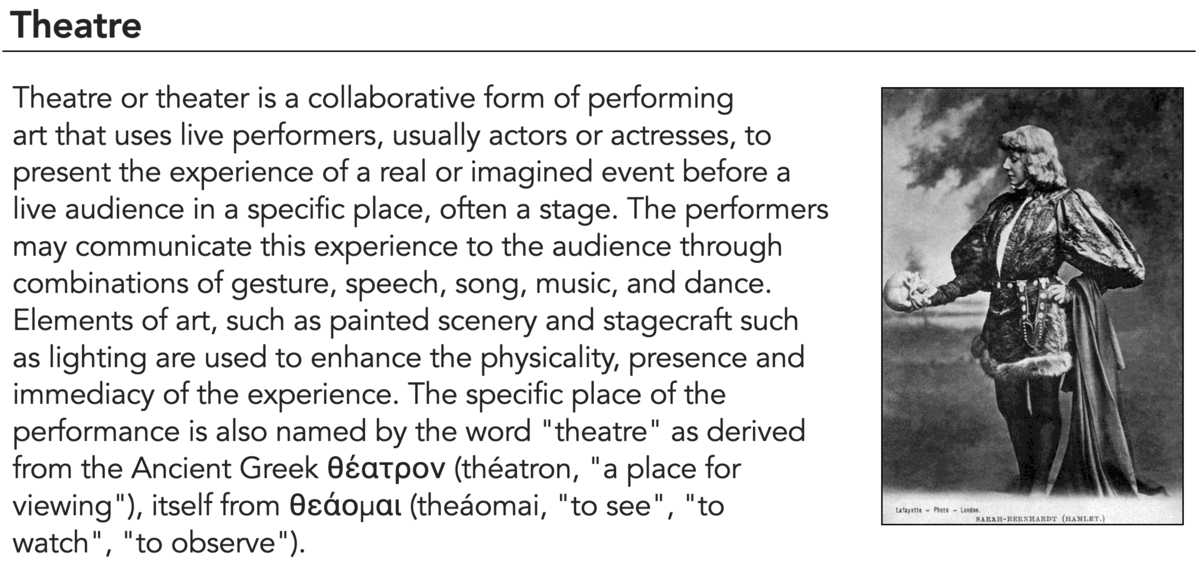 Theatre
Theatre or theater is a collaborative form of performing
art that uses live performers, usually actors or actresses, to
present the experience of a real or imagined event before a
live audience in a specific place, often a stage. The performers
may communicate this experience to the audience through
combinations of gesture, speech, song, music, and dance.
Elements of art, such as painted scenery and stagecraft such
as lighting are used to enhance the physicality, presence and
immediacy of the experience. The specific place of the
performance is also named by the word "theatre" as derived
from the Ancient Greek θέατρον (théatron, "a place for
viewing"), itself from θεάομαι (theáomai, "to see", "to
watch", "to observe").
Lafayette - Photo - London.
SARAH-BERNHARDT (HAMLET.)